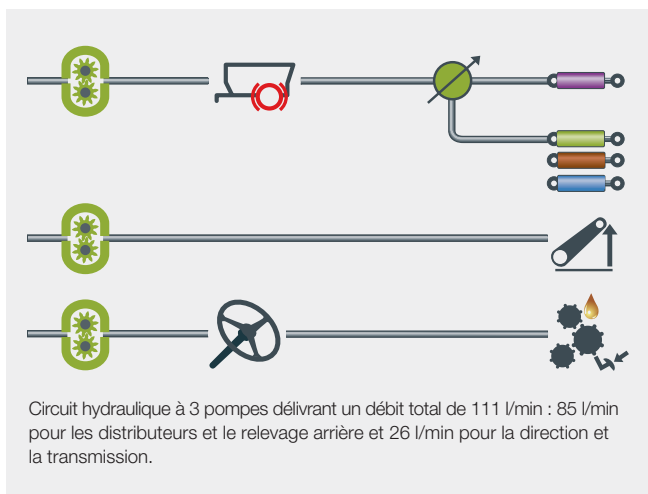 Circuit hydraulique à 3 pompes délivrant un débit total de 111 l/min : 85 l/min
pour les distributeurs et le relevage arrière et 26 l/min pour la direction et
la transmission.